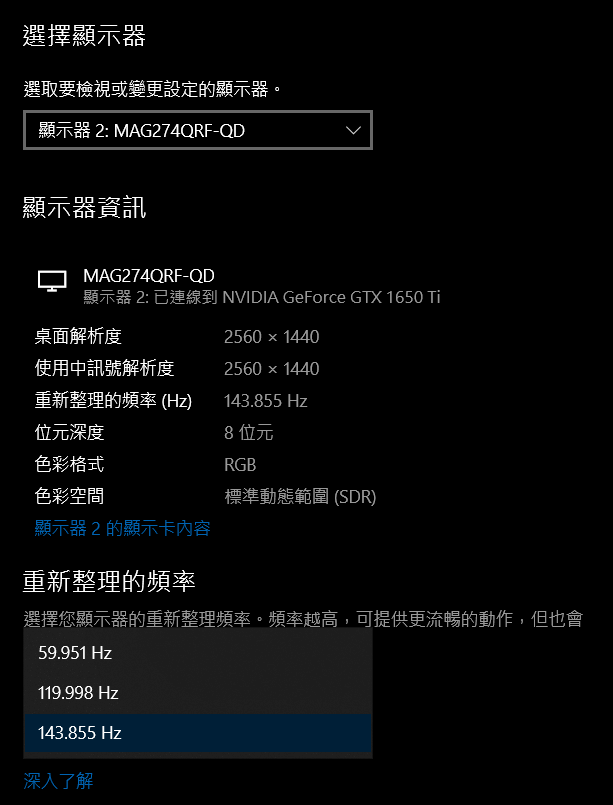 選擇顯示器
選取要檢視或變更設定的顯示器。
顯示器 2: MAG274QRF-QD
顯示器資訊
MAG274QRF-QD
顯示器 2: 已連線到 NVIDIA GeForce GTX 1650 Ti
桌面解析度 2560 × 1440
使用中訊號解析度 2560 × 1440
重新整理的頻率 (Hz) 143.855 Hz
位元深度 8 位元
色彩格式 RGB
色彩空間 標準動態範圍 (SDR)
顯示器 2 的顯示卡內容
重新整理的頻率
選擇您顯示器的重新整理頻率。頻率越高，可提供更流暢的動作，但也會
59.951 Hz
119.998 Hz
143.855 Hz
深入了解